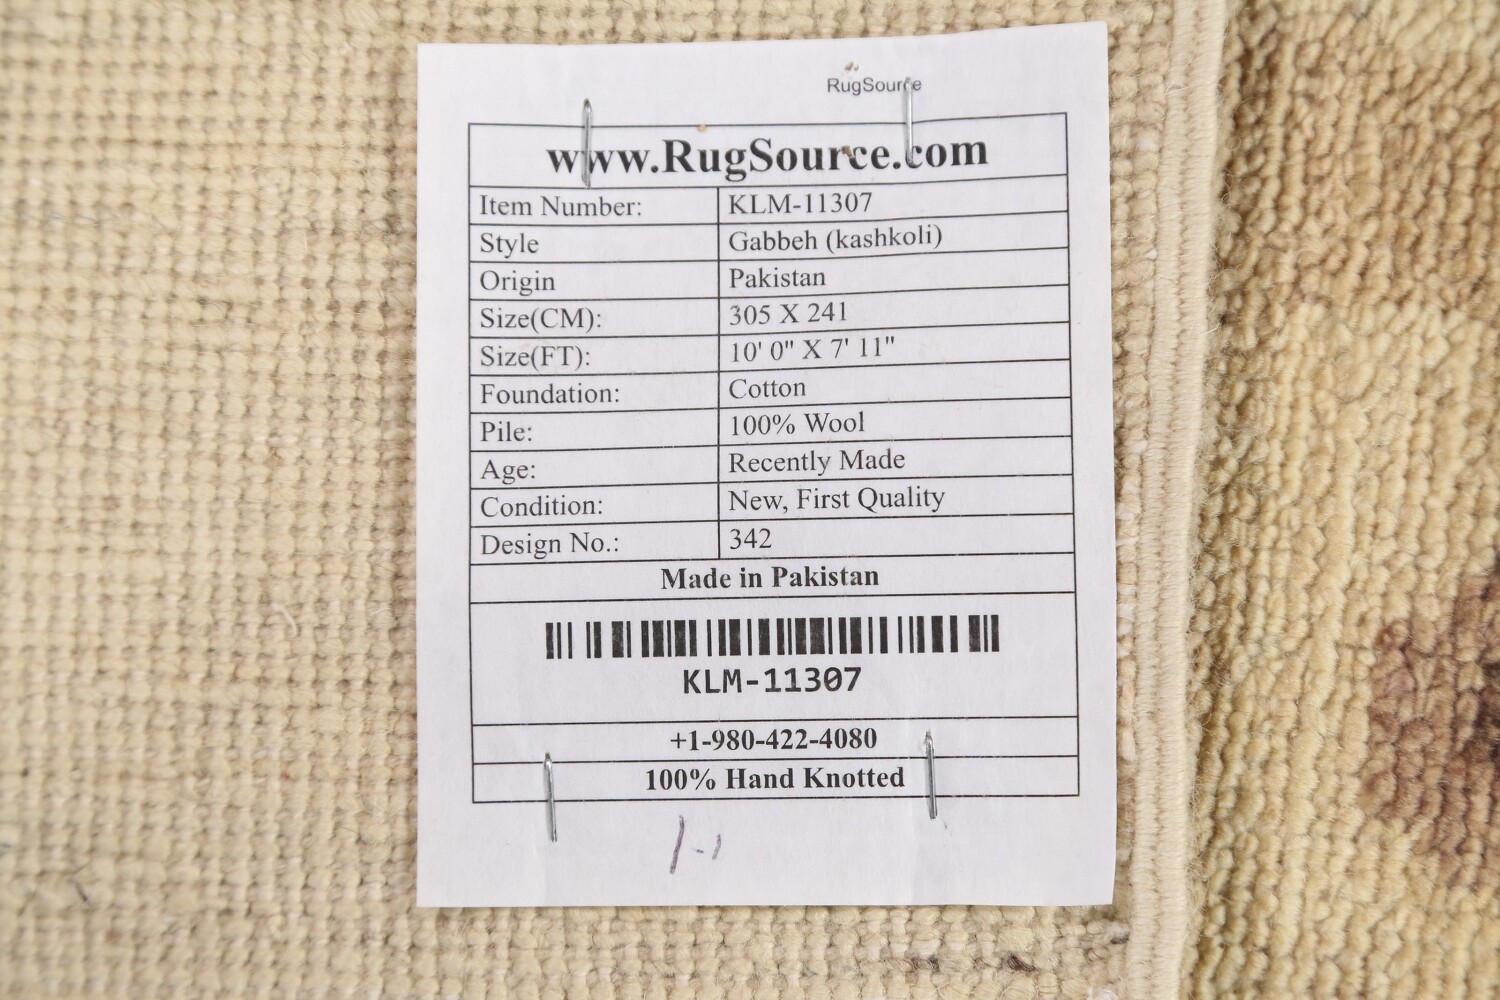 RugSource
www.RugSource.com
Item Number: KLM-11307
Style Gabbeh (kashkoli)
Origin Pakistan
Size(CM): 305 X 241
Size(FT): 10' 0" X 7' 11"
Foundation: Cotton
Pile: 100% Wool
Age: Recently Made
Condition: New, First Quality
Design No.: 342
Made in Pakistan
KLM-11307
+1-980-422-4080
100% Hand Knotted